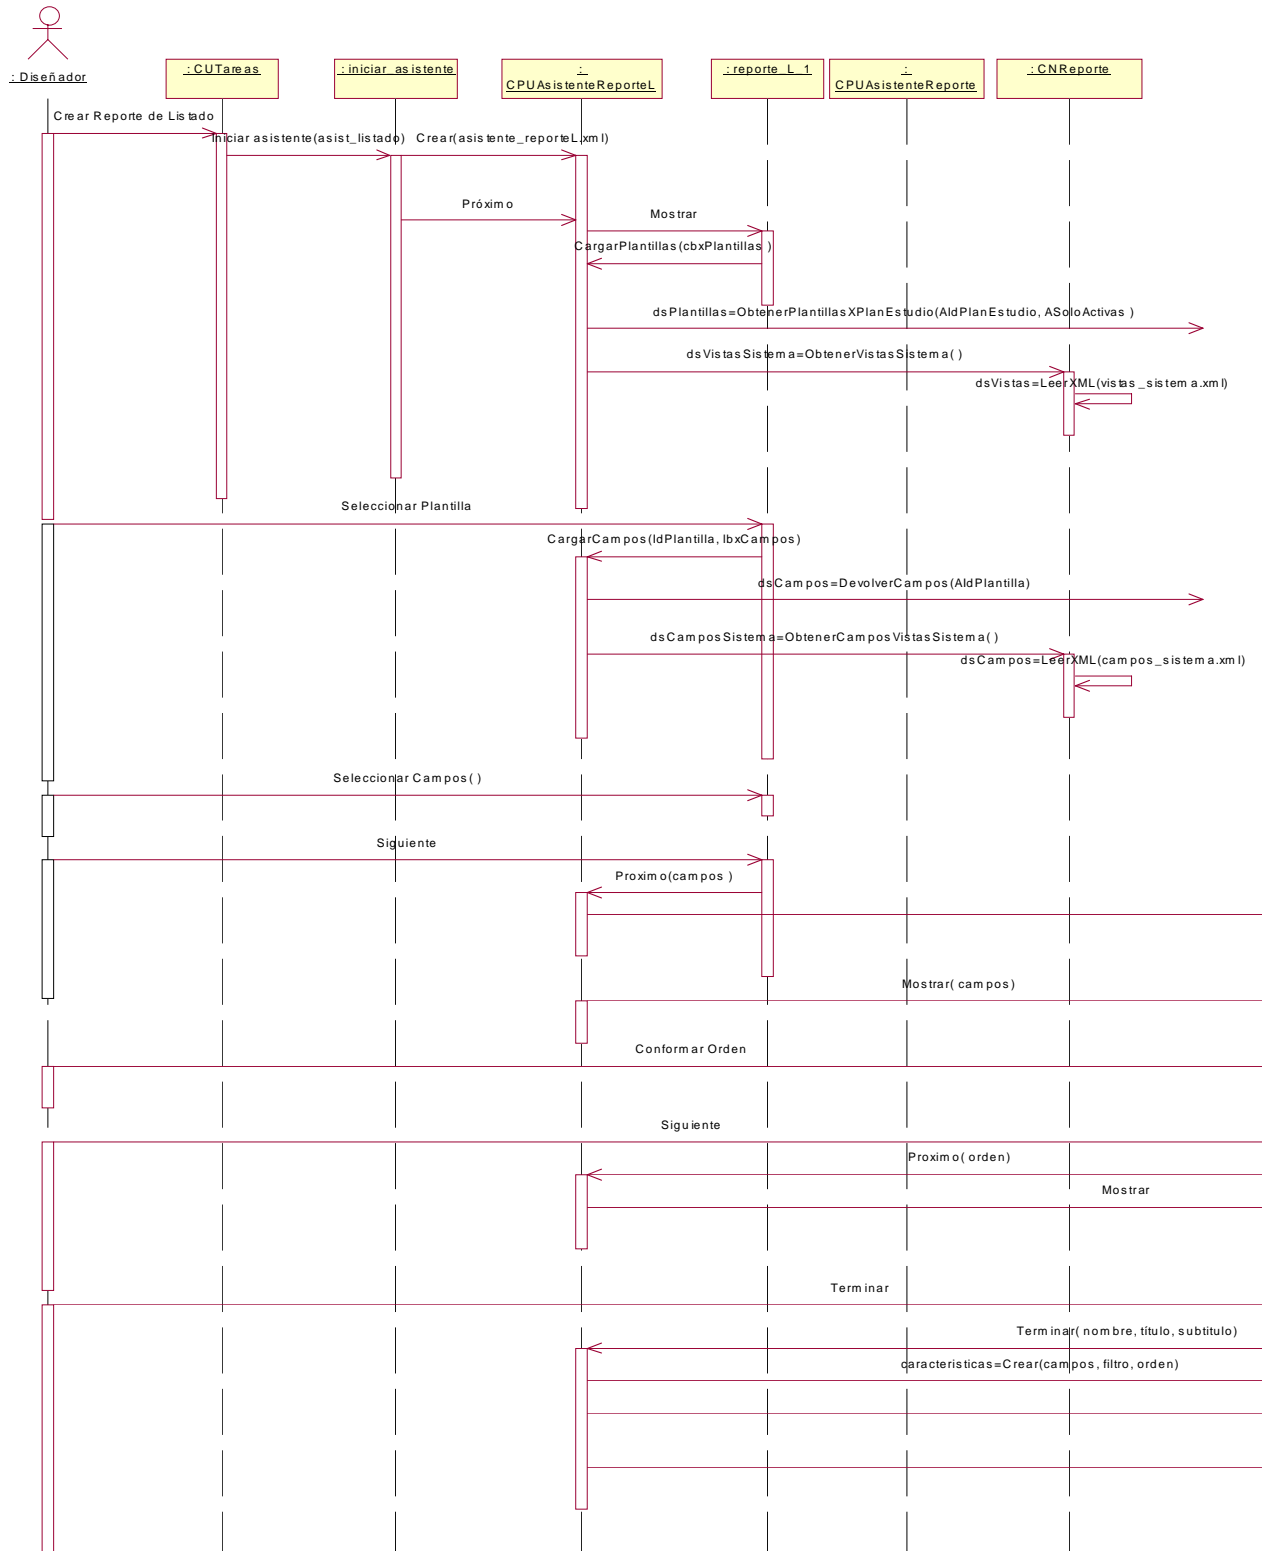 : Diseñador
: CUTareas
: iniciar_asistente
:
CPUAsistenteReporteL
: reporte_L_1
:
CPUAsistenteReporte
: CNReporte
Crear Reporte de Listado
Iniciar asistente(asist_listado)
Crear(asistente_reporteL.xml)
Próximo
Mostrar
CargarPlantillas(cbxPlantillas )
dsPlantillas=ObtenerPlantillasXPlanEstudio(AIdPlanEstudio, ASoloActivas )
dsVistasSistema=ObtenerVistasSistema( )
dsVistas=LeerXML(vistas_sistema.xml)
Seleccionar Plantilla
CargarCampos(IdPlantilla, lbxCampos)
dsCampos=DevolverCampos(AIdPlantilla)
dsCamposSistema=ObtenerCamposVistasSistema( )
dsCampos=LeerXML(campos_sistema.xml)
Seleccionar Campos( )
Siguiente
Proximo(campos )
Mostrar( campos)
Conformar Orden
Siguiente
Proximo( orden)
Mostrar
Terminar
Terminar( nombre, título, subtitulo)
caracteristicas=Crear(campos, filtro, orden)